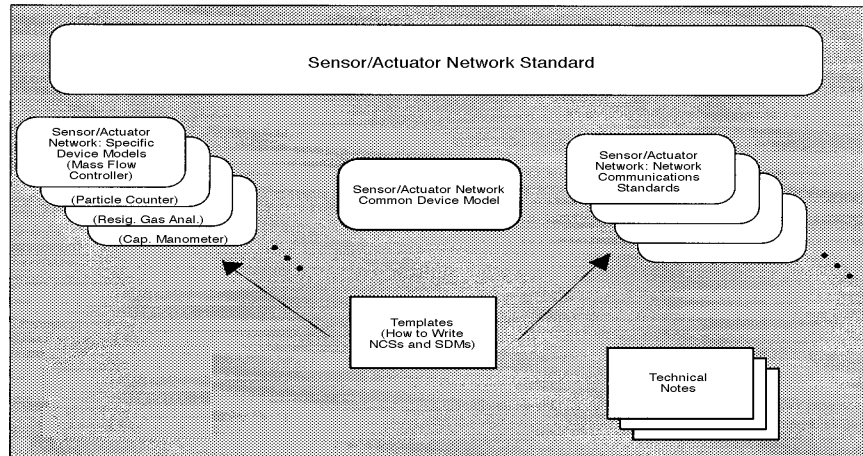 Sensor/Actuator Network Standard
Sensor/Actuator
Network: Specific
Device Models
(Mass Flow
Controller)
(Particle Counter)
(Resig. Gas Anal.)
(Cap. Manometer)
Sensor/Actuator Network
Common Device Model
Sensor/Actuator
Network: Network
Communications
Standards
Templates
(How to Write
NCSs and SDMs)
Technical
Notes